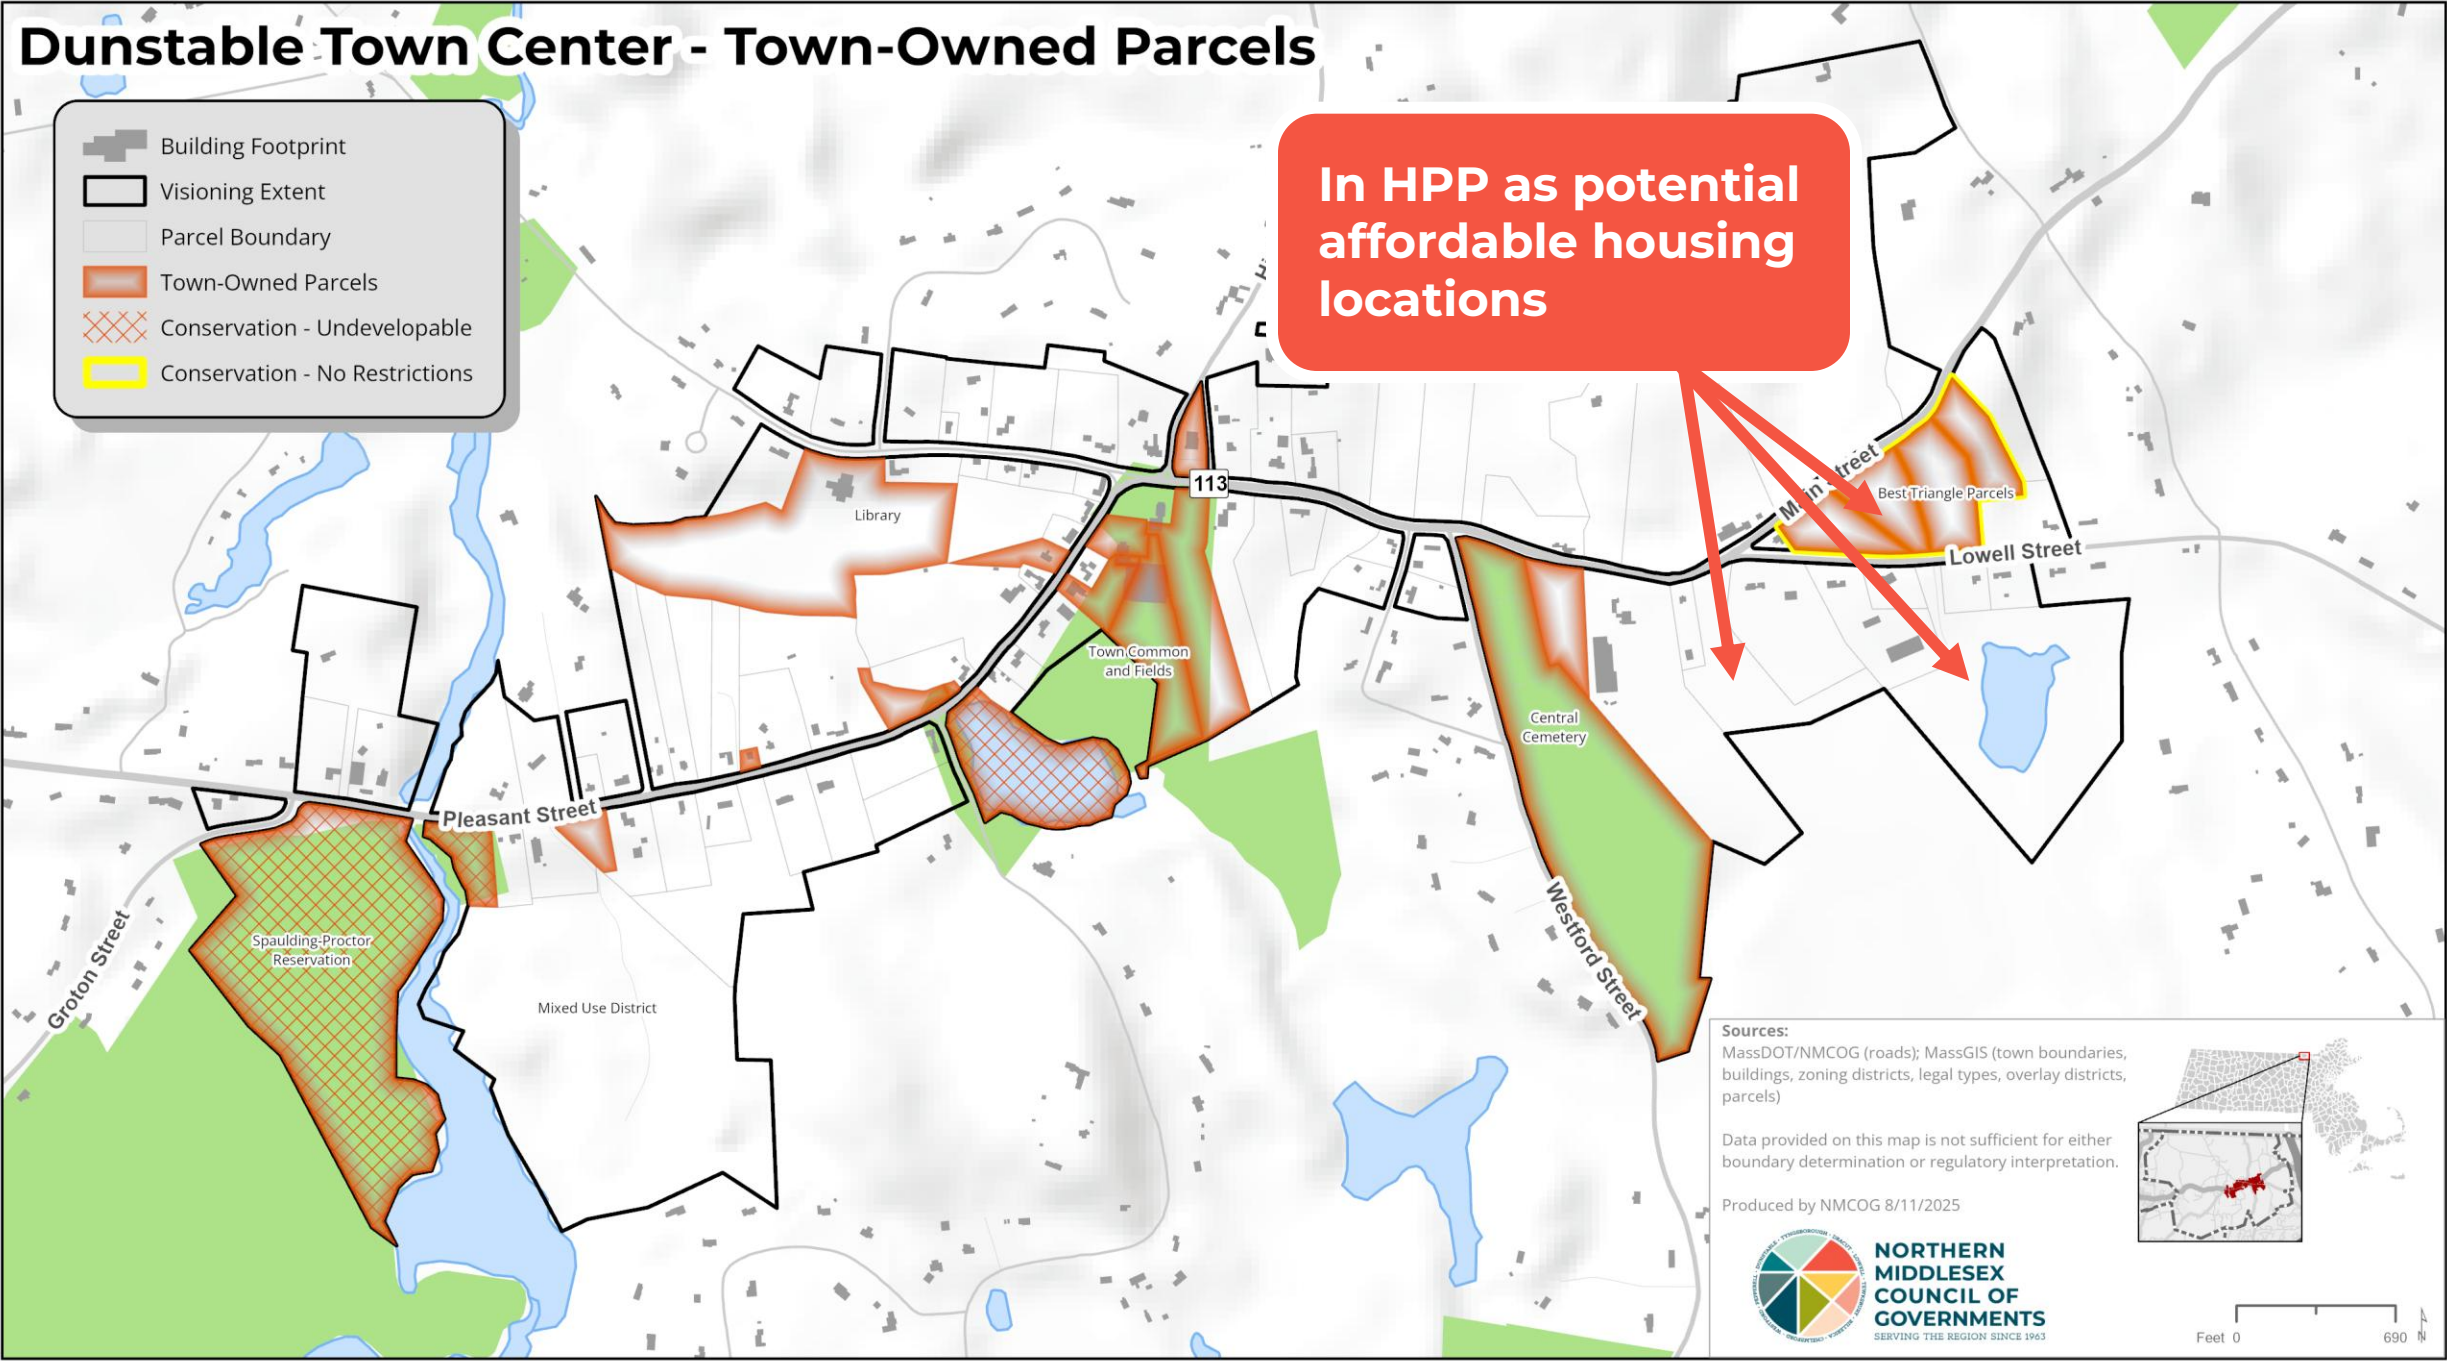 Dunstable Town Center - Town-Owned Parcels
Building Footprint
Visioning Extent
Parcel Boundary
Town-Owned Parcels
Conservation - Undevelopable
Conservation - No Restrictions
In HPP as potential
affordable housing
locations
113
Main Street
Best Triangle Parcels
Lowell Street
Library
Town Common
and Fields
Central
Cemetery
Pleasant Street
Groton Street
Spaulding-Proctor
Reservation
Mixed Use District
Westford Street
Sources:
MassDOT/NMCOG (roads); MassGIS (town boundaries,
buildings, zoning districts, legal types, overlay districts,
parcels)
Data provided on this map is not sufficient for either
boundary determination or regulatory interpretation.
Produced by NMCOG 8/11/2025
NORTHERN
MIDDLESEX
COUNCIL OF
GOVERNMENTS
SERVING THE REGION SINCE 1963
Feet 0 690
N